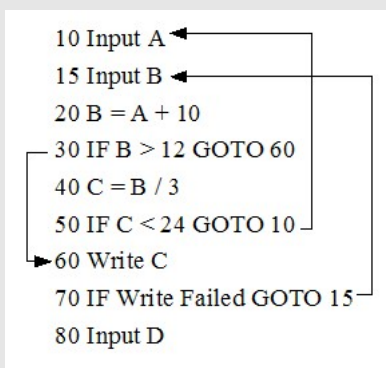 10 Input A
15 Input B
20 B = A + 10
30 IF B > 12 GOTO 60
40 C = B / 3
50 IF C < 24 GOTO 10
60 Write C
70 IF Write Failed GOTO 15
80 Input D